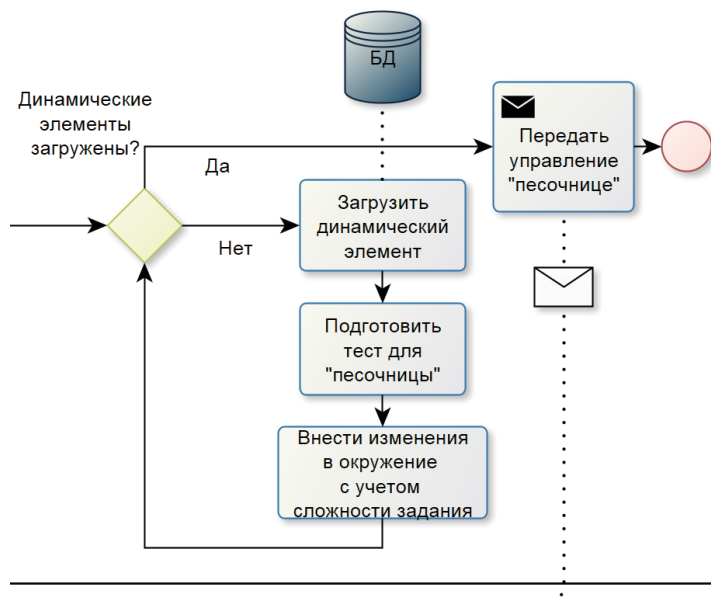 БД
Динамические
элементы
загружены?
Да
Передать
управление
"песочнице"
Нет
Загрузить
динамический
элемент
Подготовить
тест для
"песочницы"
Внести изменения
в окружение
с учетом
сложности задания